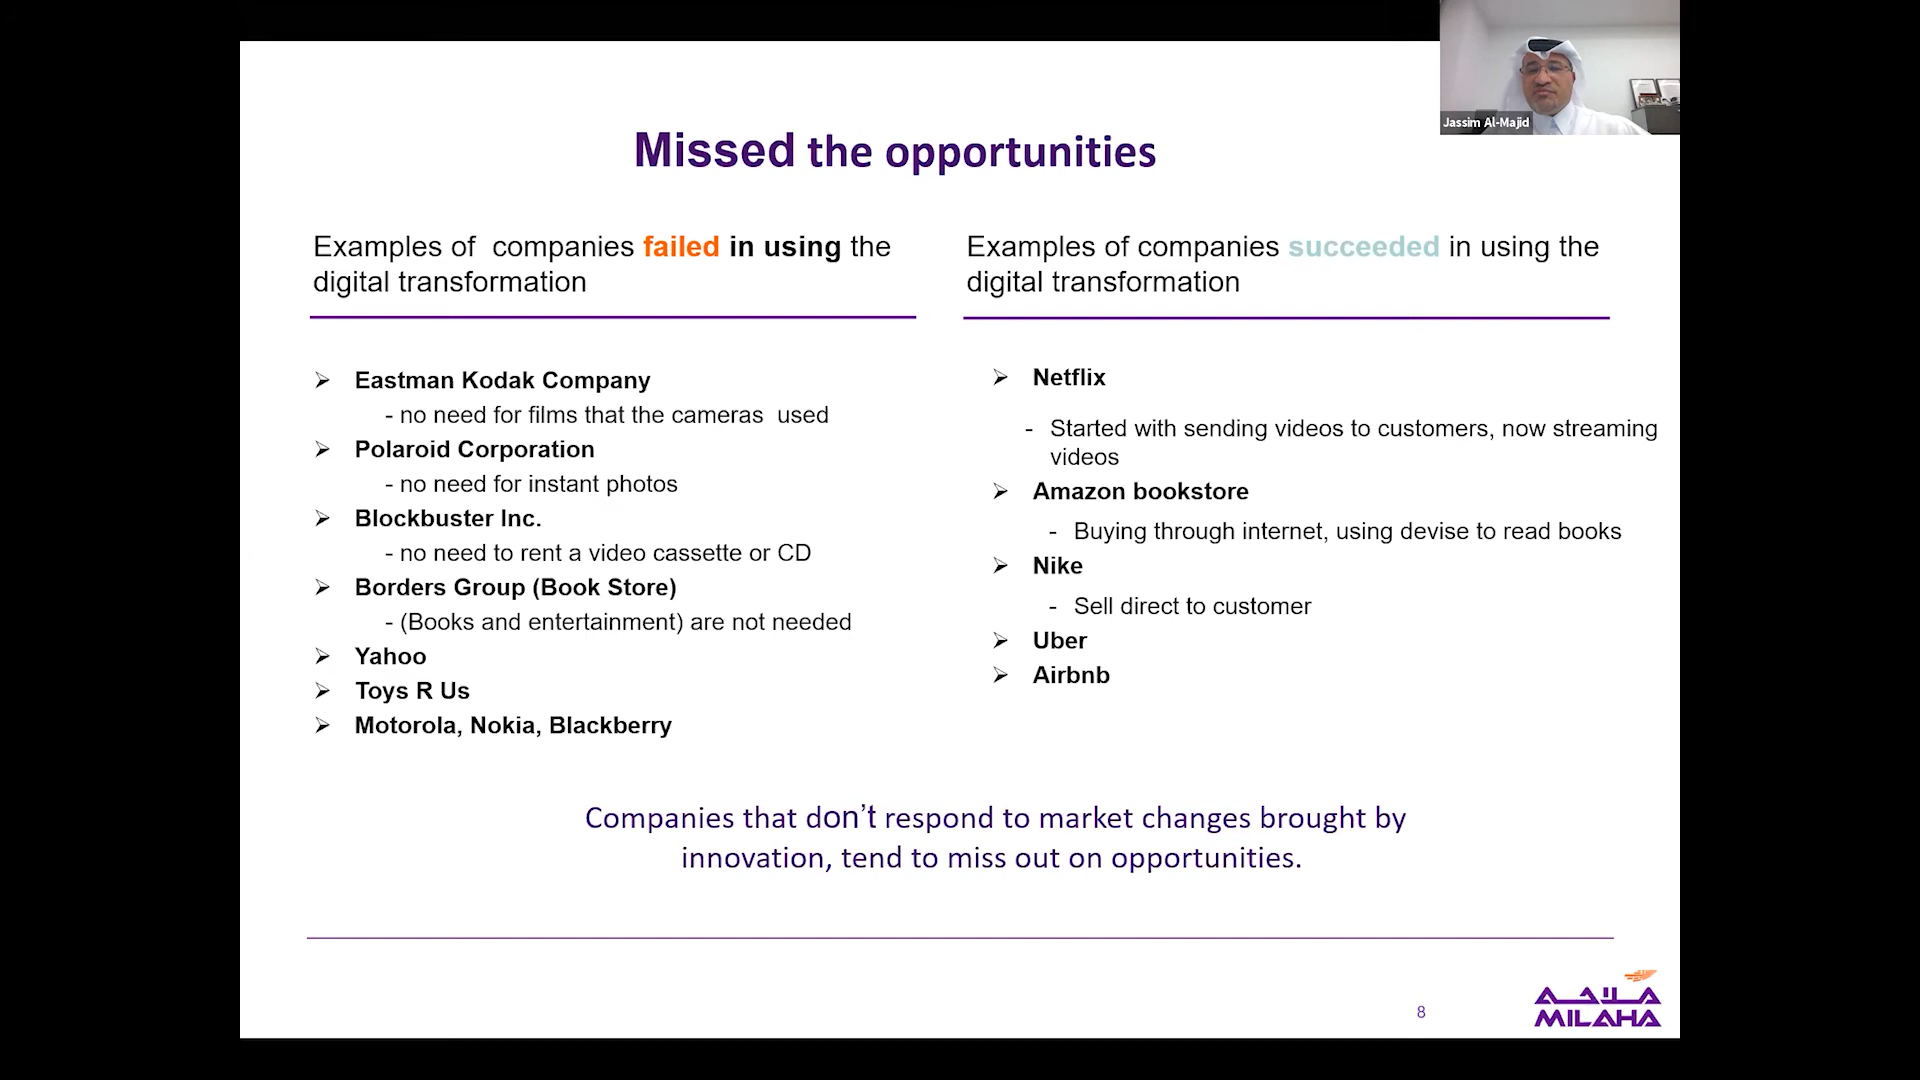 Jassim Al-Majid
Missed the opportunities
Examples of companies failed in using the
digital transformation
➢ Eastman Kodak Company
- no need for films that the cameras used
➢ Polaroid Corporation
- no need for instant photos
➢ Blockbuster Inc.
- no need to rent a video cassette or CD
➢ Borders Group (Book Store)
- (Books and entertainment) are not needed
➢ Yahoo
➢ Toys R Us
➢ Motorola, Nokia, Blackberry
Examples of companies succeeded in using the
digital transformation
➢ Netflix
- Started with sending videos to customers, now streaming
videos
➢ Amazon bookstore
- Buying through internet, using devise to read books
➢ Nike
- Sell direct to customer
➢ Uber
➢ Airbnb
Companies that don’t respond to market changes brought by
innovation, tend to miss out on opportunities.
8
ملاحة
MILAHA